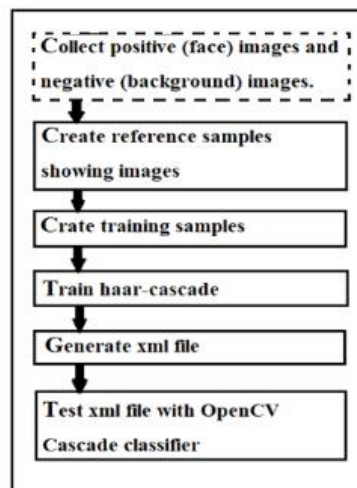 Collect positive (face) images and
negative (background) images.
Create reference samples
showing images
Crate training samples
Train haar-cascade
Generate xml file
Test xml file with OpenCV
Cascade classifier